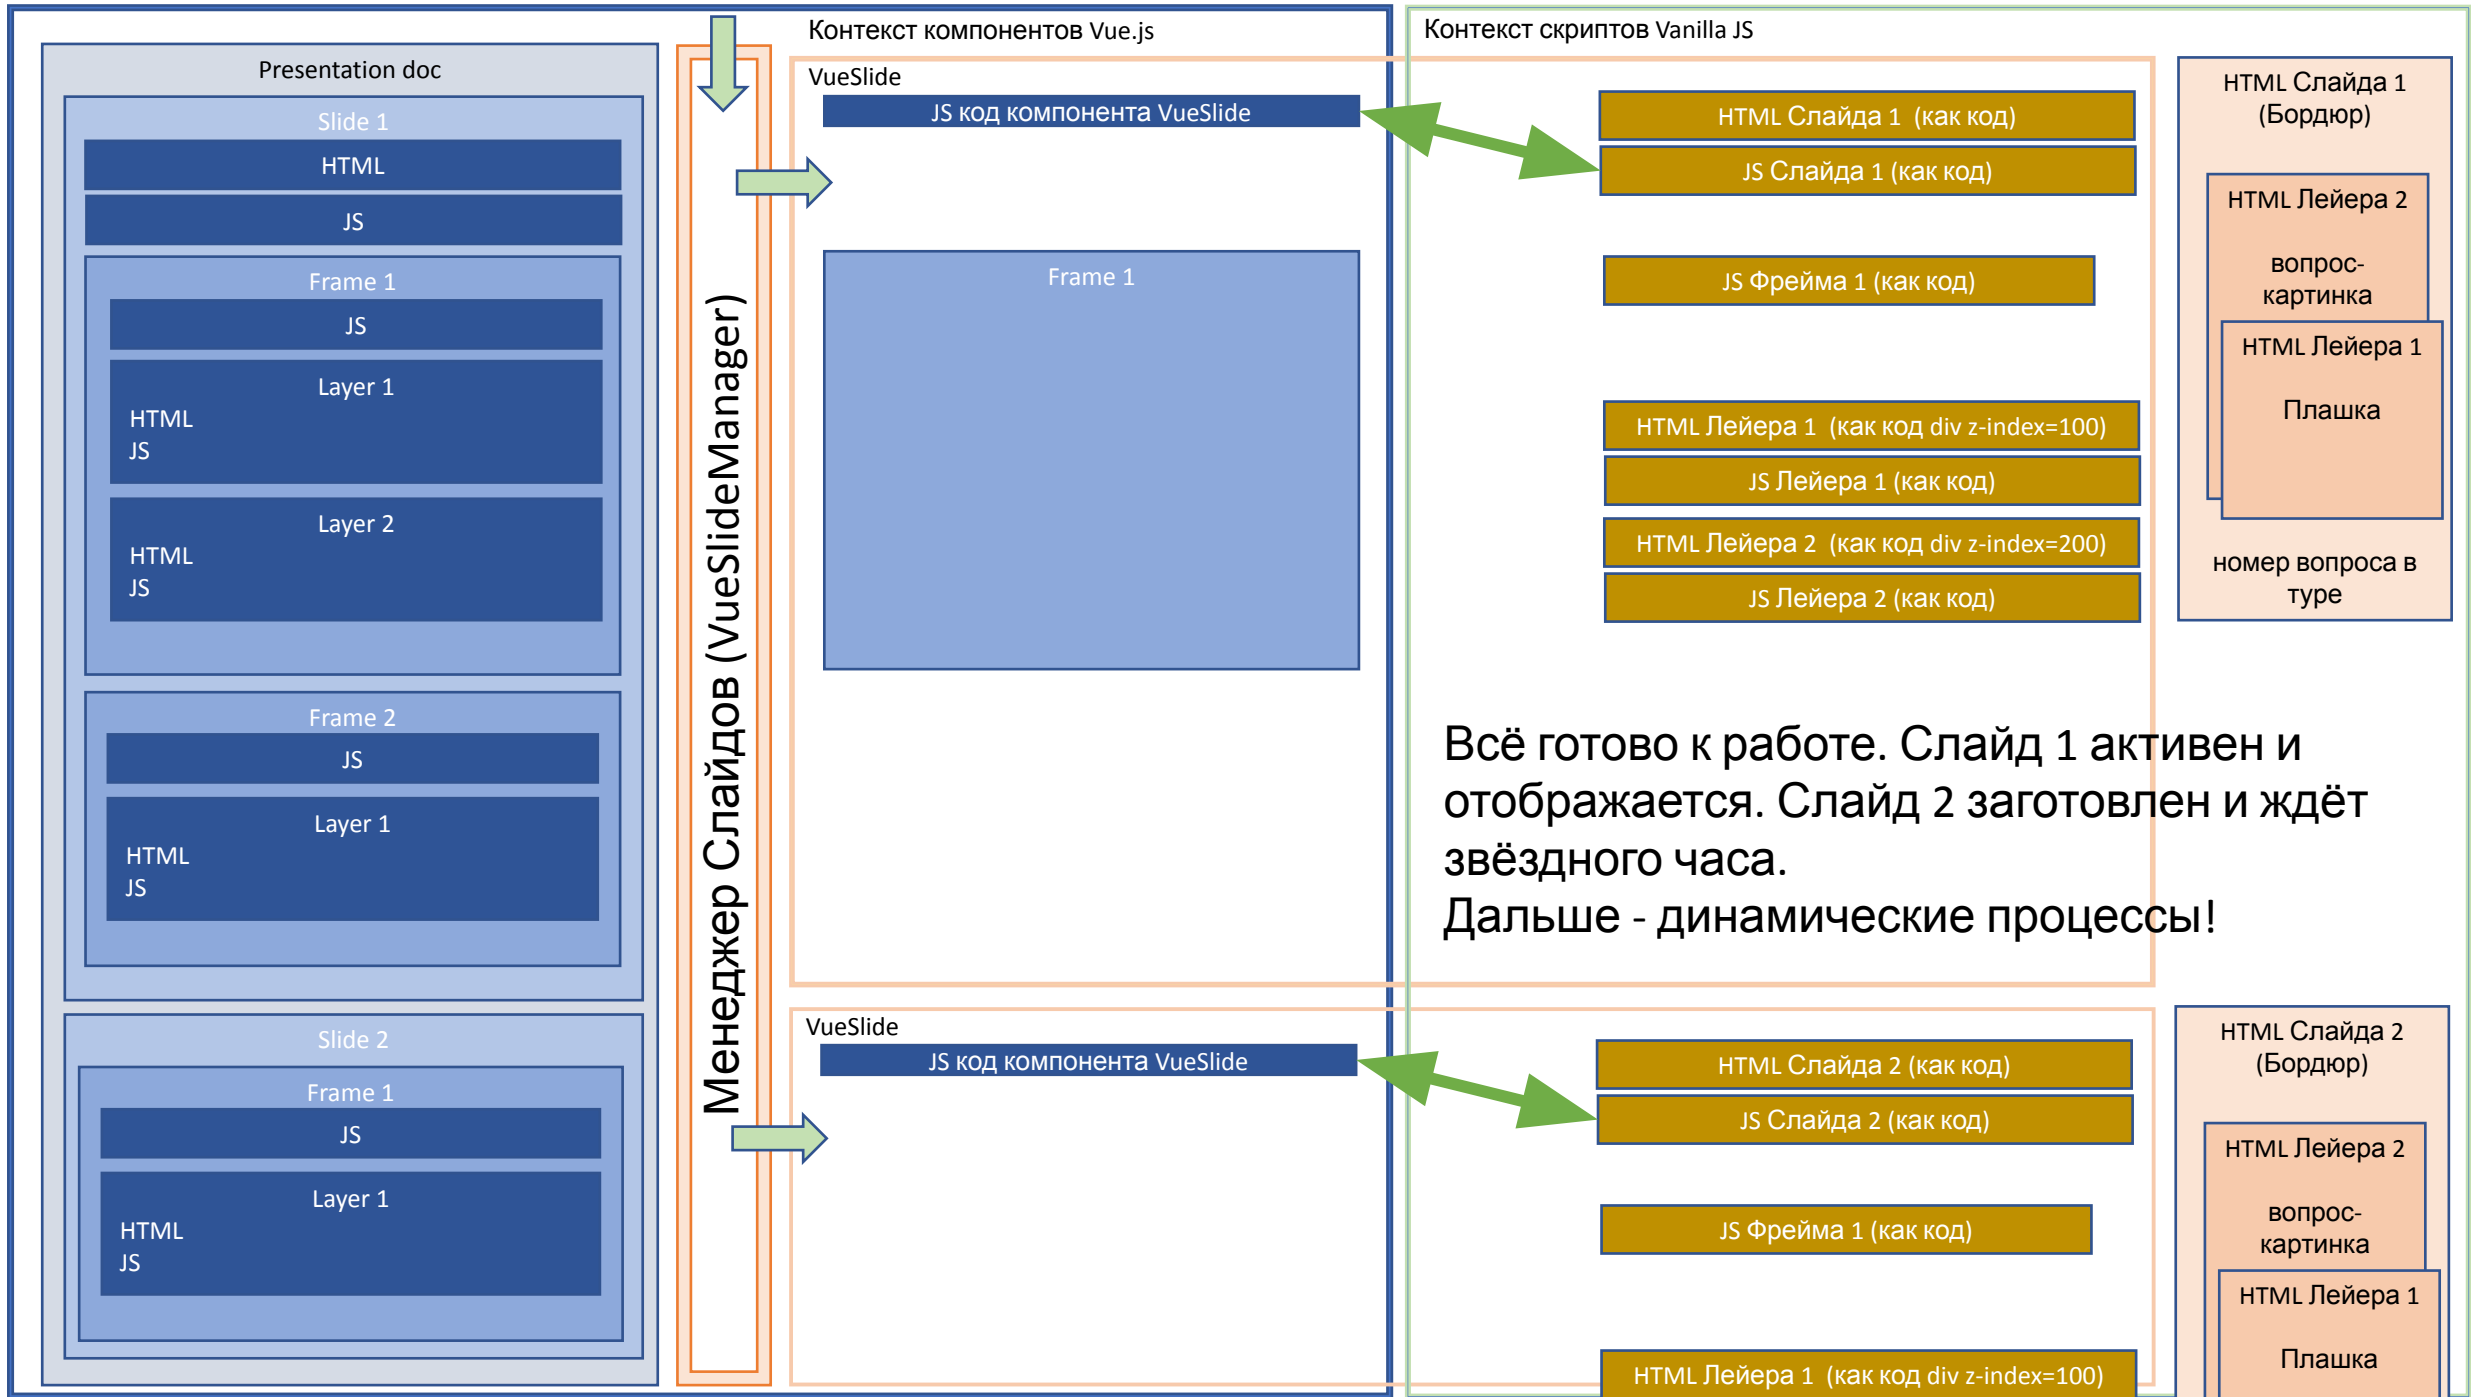 Контекст компонентов Vue.js
Контекст скриптов Vanilla JS
Presentation doc
Slide 1
HTML
JS
Frame 1
JS
Layer 1
HTML
JS
Layer 2
HTML
JS
Frame 2
JS
Layer 1
HTML
JS
Slide 2
Frame 1
JS
Layer 1
HTML
JS
Менеджер Слайдов (VueSlideManager)
VueSlide
JS код компонента VueSlide
Frame 1
HTML Слайда 1 (как код)
JS Слайда 1 (как код)
JS Фрейма 1 (как код)
HTML Лейера 1 (как код div z-index=100)
JS Лейера 1 (как код)
HTML Лейера 2 (как код div z-index=200)
JS Лейера 2 (как код)
HTML Слайда 1
(Бордюр)
HTML Лейера 2
вопрос-
картинка
HTML Лейера 1
Плашка
номер вопроса в
туре
Всё готово к работе. Слайд 1 активен и
отображается. Слайд 2 заготовлен и ждёт
звёздного часа.
Дальше - динамические процессы!
VueSlide
JS код компонента VueSlide
HTML Слайда 2 (как код)
JS Слайда 2 (как код)
JS Фрейма 1 (как код)
HTML Лейера 1 (как код div z-index=100)
HTML Слайда 2
(Бордюр)
HTML Лейера 2
вопрос-
картинка
HTML Лейера 1
Плашка